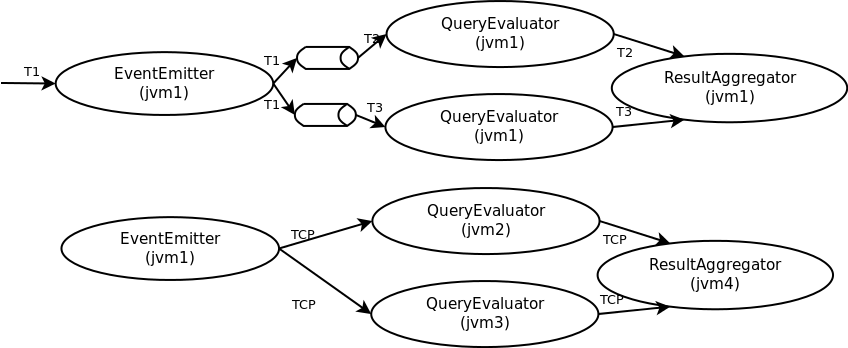 T1
EventEmitter
(jvm1)
T1
T1
T2
T3
QueryEvaluator
(jvm1)
QueryEvaluator
(jvm1)
T2
T3
ResultAggregator
(jvm1)
EventEmitter
(jvm1)
TCP
TCP
QueryEvaluator
(jvm2)
QueryEvaluator
(jvm3)
TCP
TCP
ResultAggregator
(jvm4)